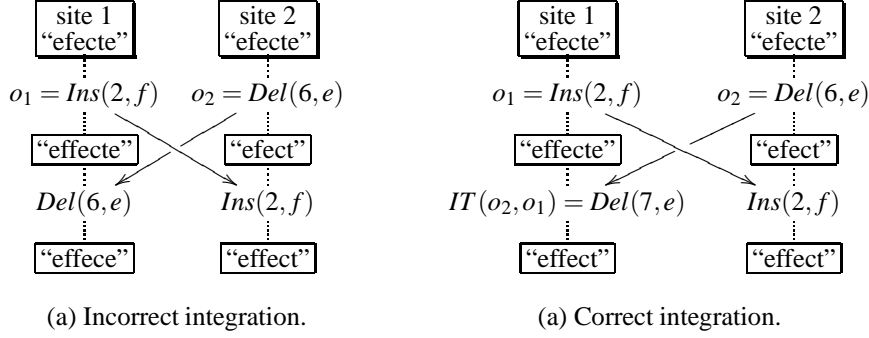 site 1 site 2 site 1 site 2
“efecte” “efecte” “efecte” “efecte”
o1 = Ins(2, f) o2 = Del(6, e) o1 = Ins(2, f) o2 = Del(6, e)
“effecte” “efect” “effecte” “efect”
Del(6, e) Ins(2, f) IT(o2, o1) = Del(7, e) Ins(2, f)
“effece” “effect” “effect” “effect”
(a) Incorrect integration. (a) Correct integration.